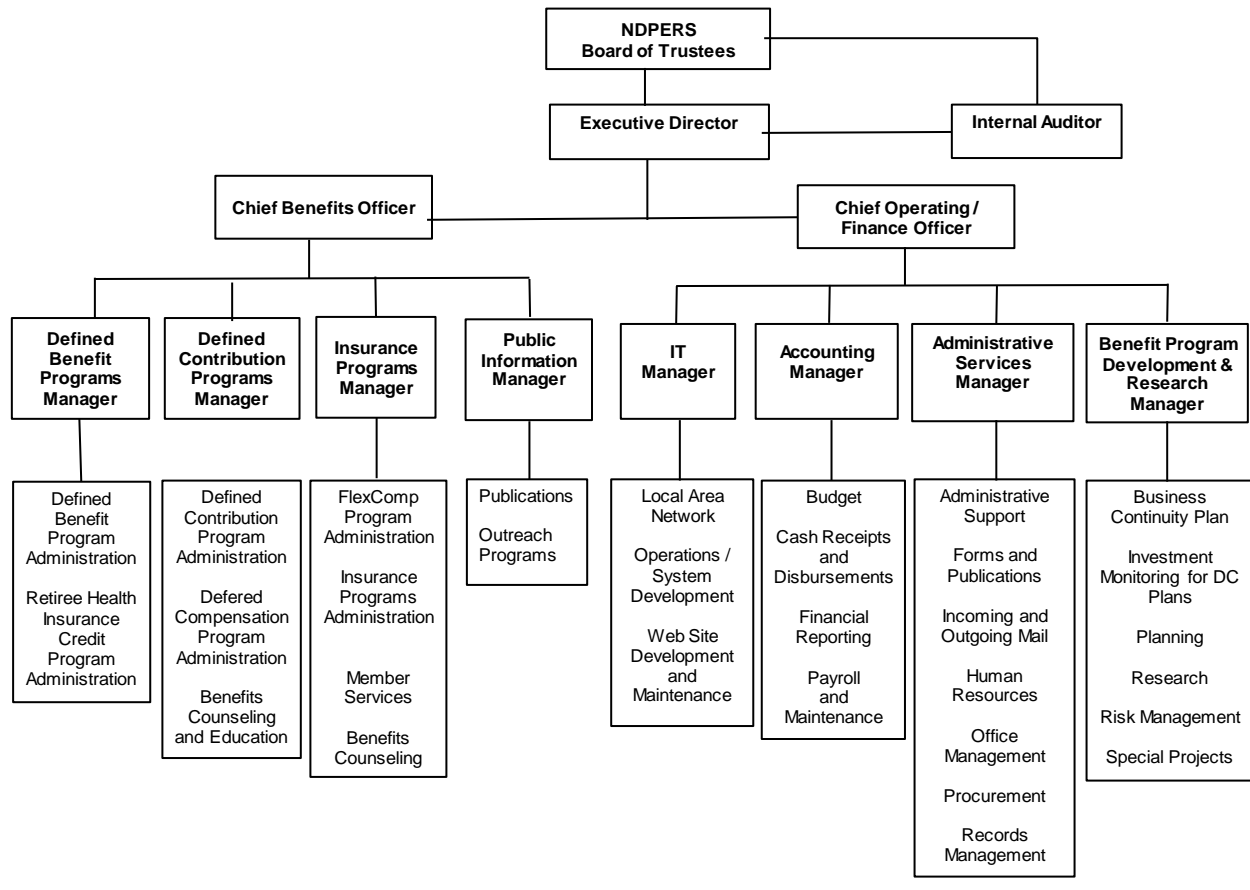 NDPERS
Board of Trustees
Executive Director
Internal Auditor
Chief Benefits Officer
Chief Operating /
Finance Officer
Defined
Benefit
Programs
Manager
Defined
Contribution
Programs
Manager
Insurance
Programs
Manager
Public
Information
Manager
IT
Manager
Accounting
Manager
Administrative
Services
Manager
Benefit Program
Development &
Research
Manager
Defined
Benefit
Program
Administration
Retiree Health
Insurance
Credit
Program
Administration
Defined
Contribution
Program
Administration
Defered
Compensation
Program
Administration
Benefits
Counseling
and Education
FlexComp
Program
Administration
Insurance
Programs
Administration
Member
Services
Benefits
Counseling
Publications
Outreach
Programs
Local Area
Network
Operations /
System
Development
Web Site
Development
and
Maintenance
Budget
Cash Receipts
and
Disbursements
Financial
Reporting
Payroll
and
Maintenance
Administrative
Support
Forms and
Publications
Incoming and
Outgoing Mail
Human
Resources
Office
Management
Procurement
Records
Management
Business
Continuity Plan
Investment
Monitoring for DC
Plans
Planning
Research
Risk Management
Special Projects